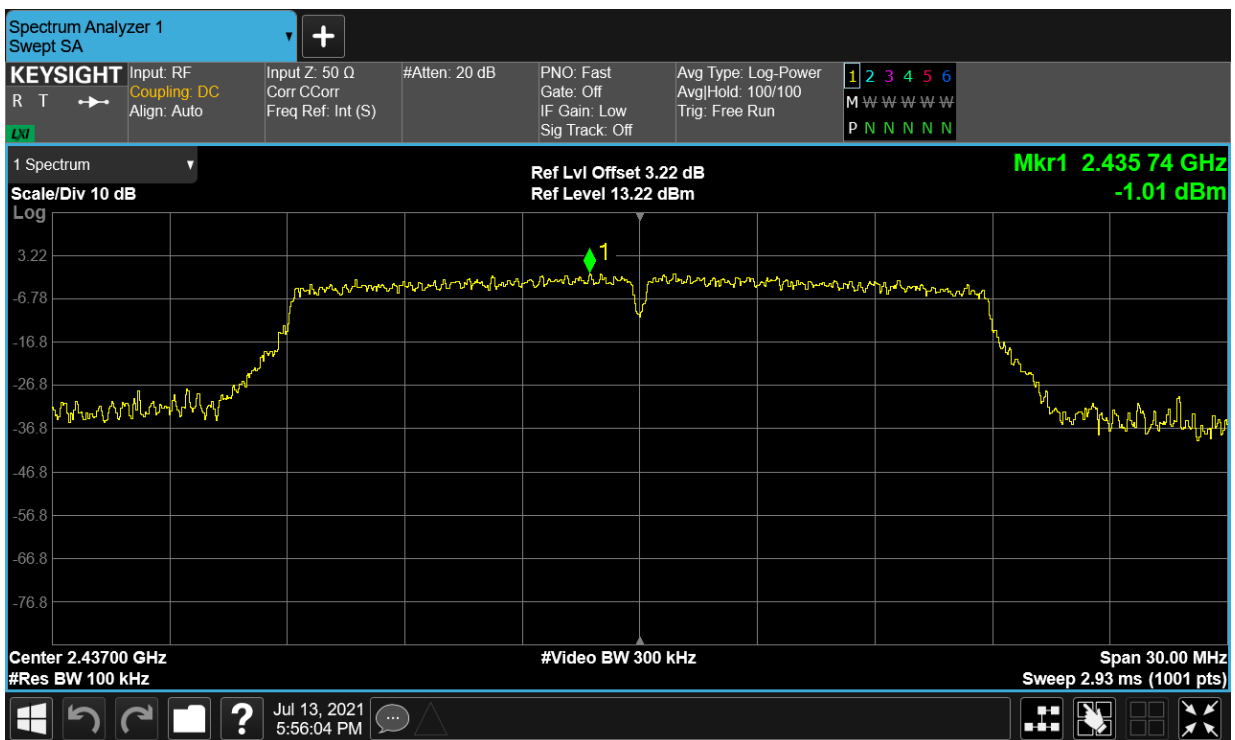 Spectrum Analyzer 1
Swept SA
KEYSIGHT
R T
LXI
Input: RF
Coupling: DC
Align: Auto
Input Z: 50 Ω
Corr CCorr
Freq Ref: Int (S)
#Atten: 20 dB
PNO: Fast
Gate: Off
IF Gain: Low
Sig Track: Off
Avg Type: Log-Power
Avg|Hold: 100/100
Trig: Free Run
1 2 3 4 5 6
M W W W W W
P N N N N N
1 Spectrum
Scale/Div 10 dB
Log
Ref Lvl Offset 3.22 dB
Ref Level 13.22 dBm
Mkr1 2.435 74 GHz
-1.01 dBm
1
3.22
-6.78
-16.8
-26.8
-36.8
-46.8
-56.8
-66.8
-76.8
Center 2.43700 GHz
#Res BW 100 kHz
#Video BW 300 kHz
Span 30.00 MHz
Sweep 2.93 ms (1001 pts)
?
Jul 13, 2021
5:56:04 PM